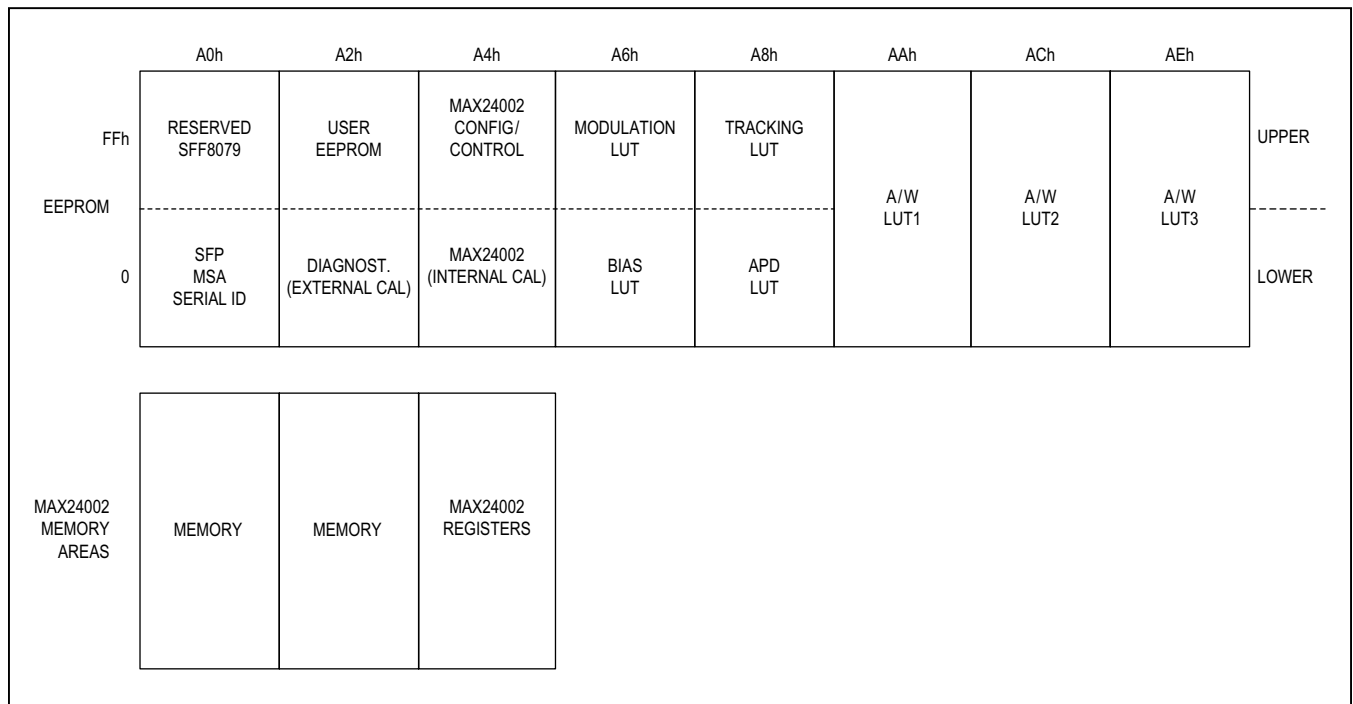 A0h A2h A4h A6h A8h AAh ACh AEh
FFh
EEPROM
0
RESERVED
SFF8079
USER
EEPROM
MAX24002
CONFIG/
CONTROL
MODULATION
LUT
TRACKING
LUT
UPPER
SFP
MSA
SERIAL ID
DIAGNOST.
(EXTERNAL CAL)
MAX24002
(INTERNAL CAL)
BIAS
LUT
APD
LUT
A/W
LUT1
A/W
LUT2
A/W
LUT3
LOWER
MAX24002
MEMORY
AREAS
MEMORY
MEMORY
MAX24002
REGISTERS